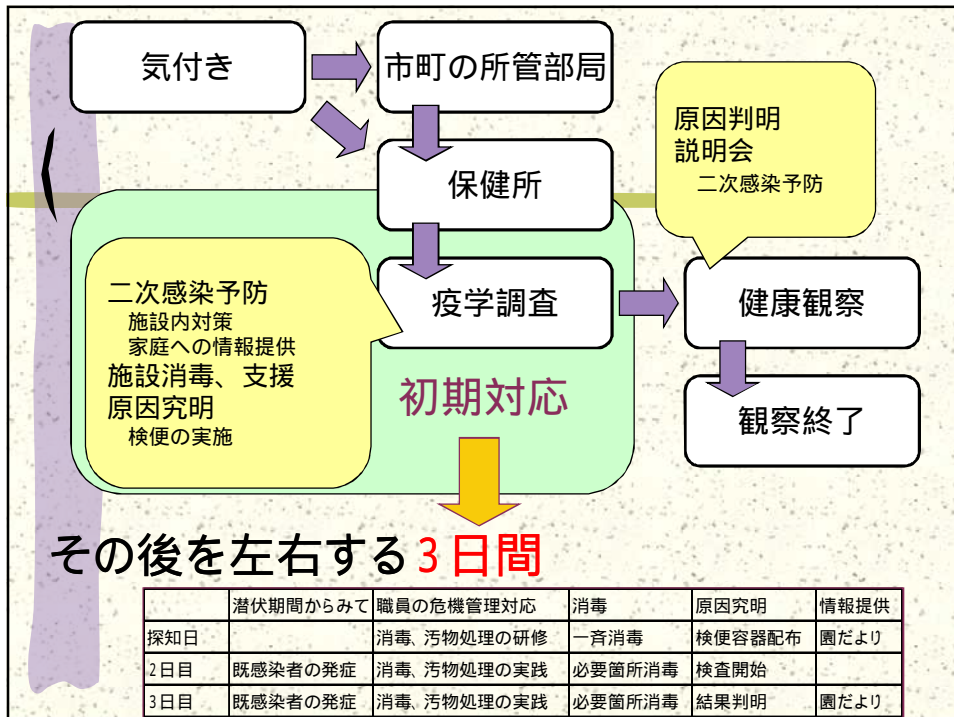 気付き
市町の所管部局
原因判明
説明会
二次感染予防
保健所
疫学調査
健康観察
二次感染予防
施設内対策
家庭への情報提供
施設消毒、支援
原因究明
検便の実施
初期対応
観察終了
その後を左右する3日間
潜伏期間からみて 職員の危機管理対応 消毒 原因究明 情報提供
探知日 消毒、汚物処理の研修 一斉消毒 検便容器配布 園だより
2日目 既感染者の発症 消毒、汚物処理の実践 必要箇所消毒 検査開始
3日目 既感染者の発症 消毒、汚物処理の実践 必要箇所消毒 結果判明 園だより